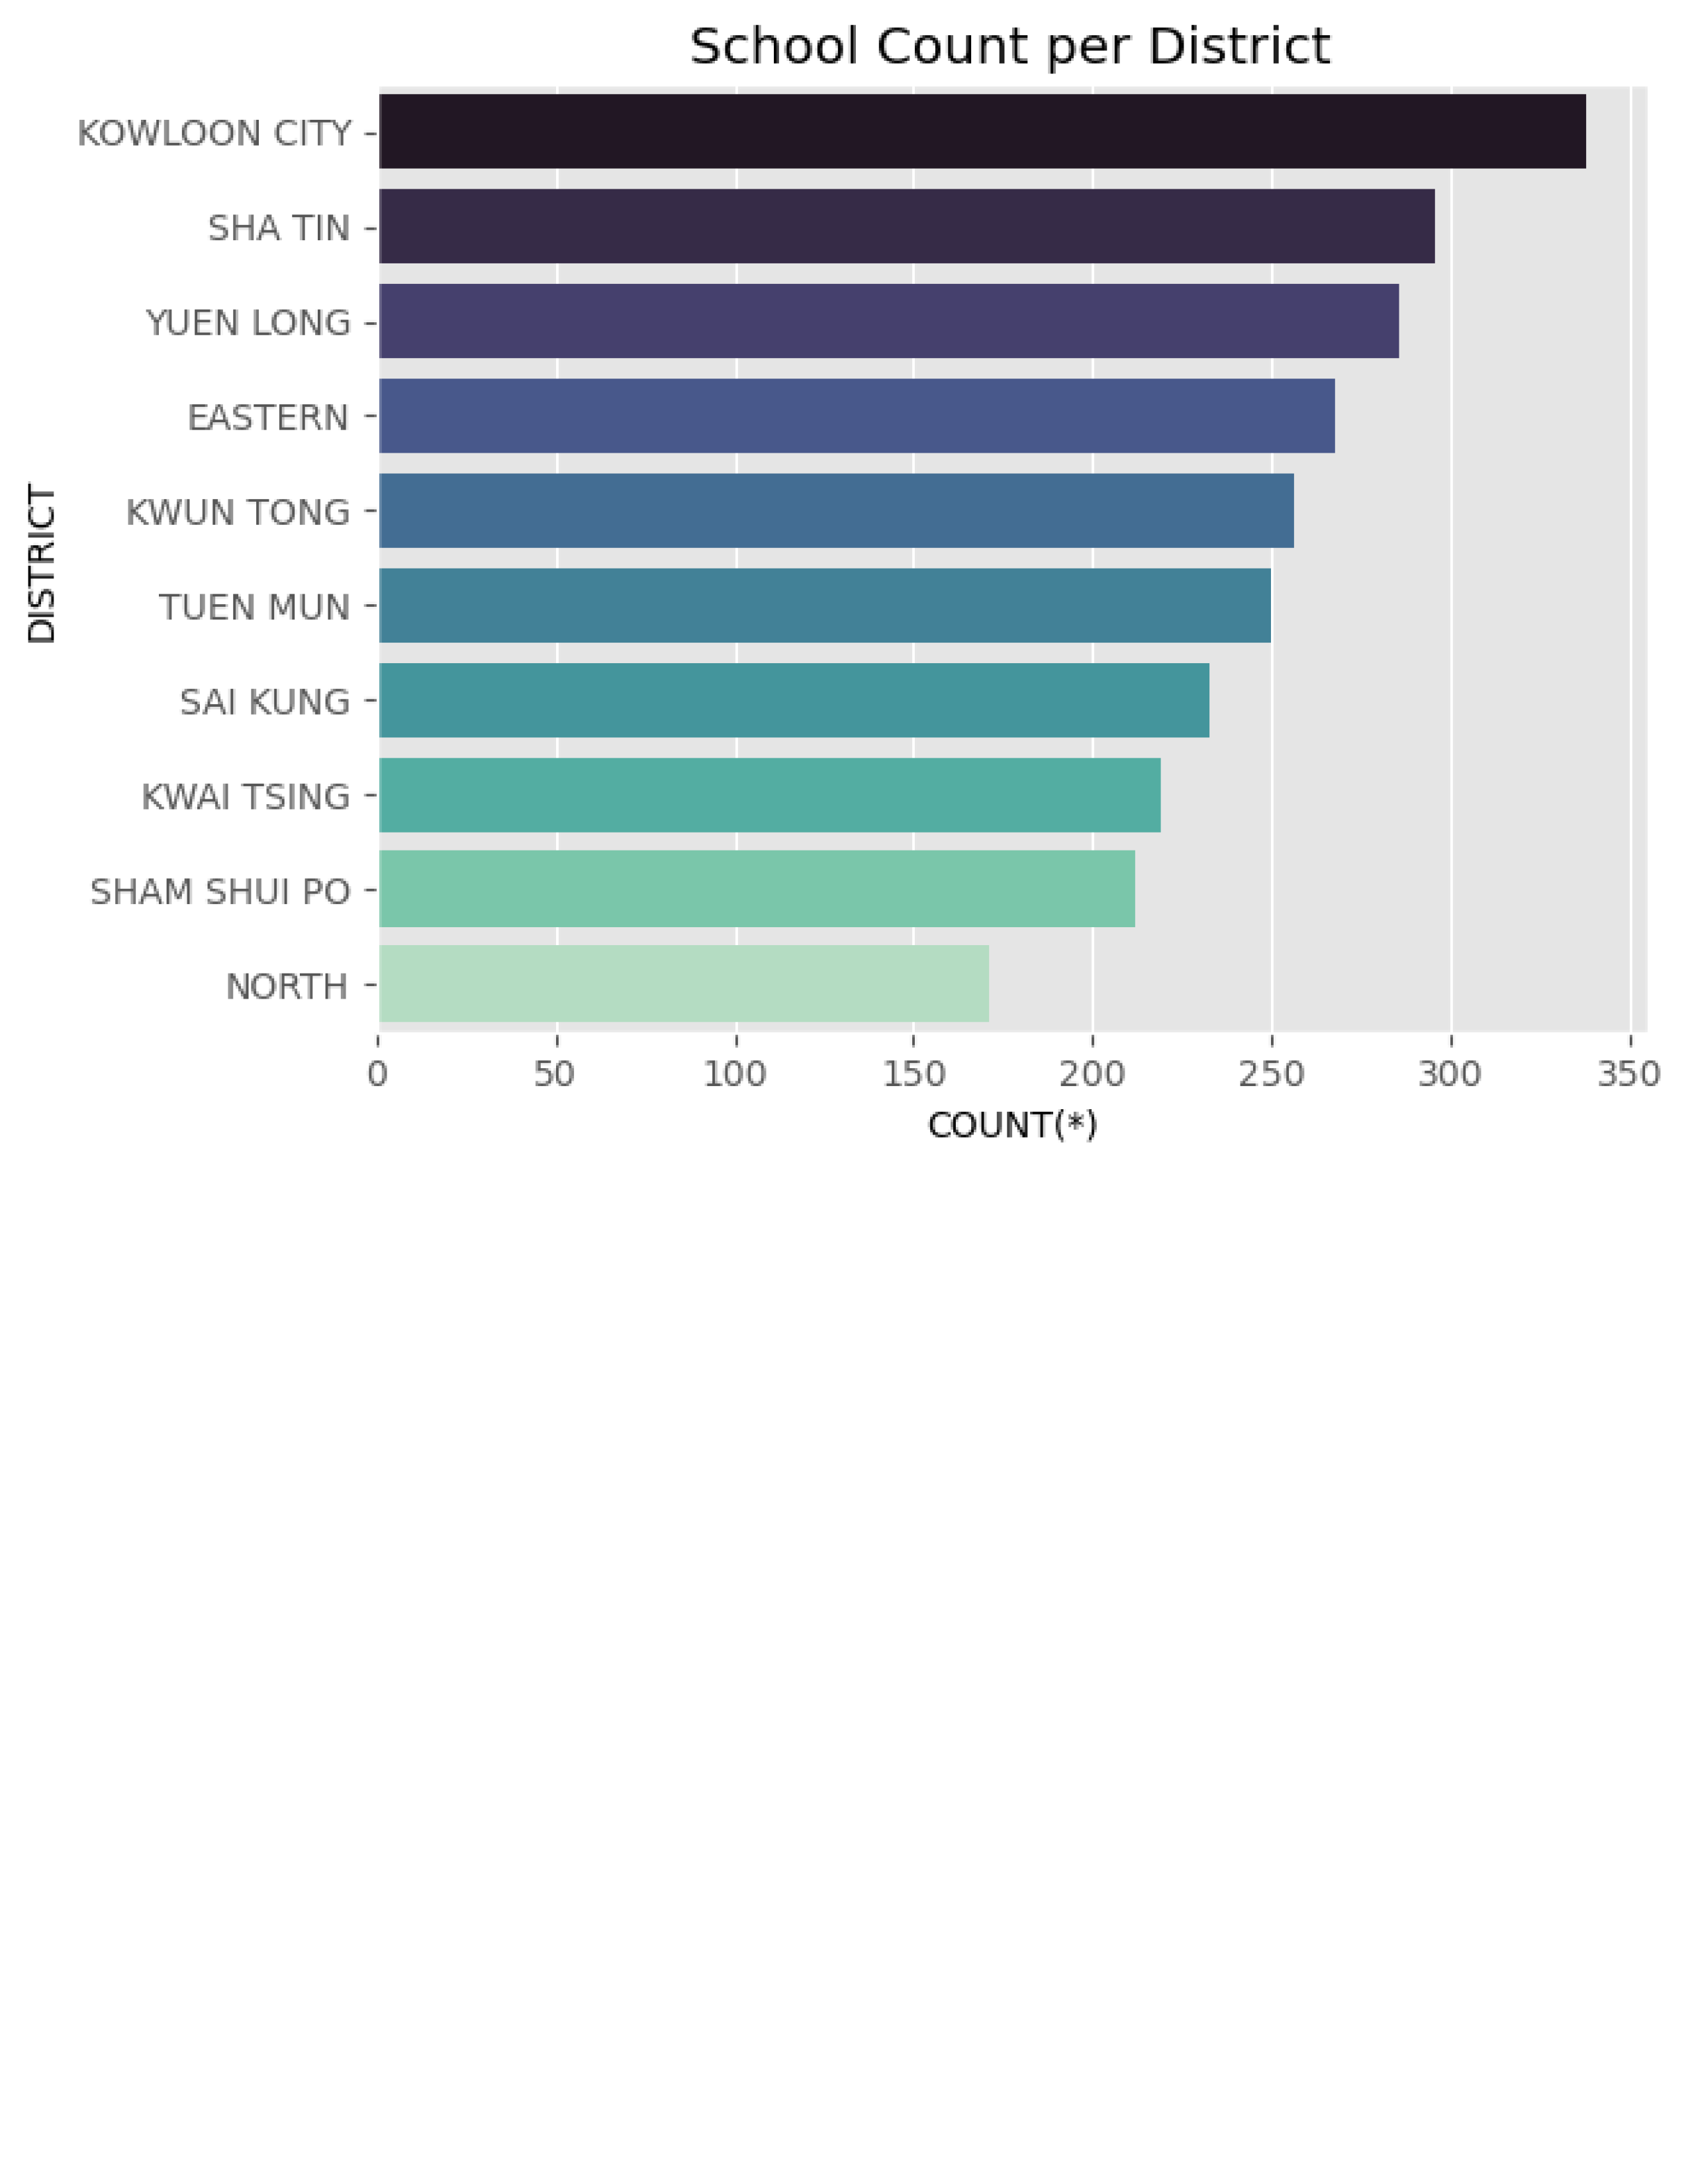 School Count per District
KOWLOON CITY
SHA TIN
YUEN LONG
EASTERN
KWUN TONG
TUEN MUN
SAI KUNG
KWAI TSING
SHAM SHUI PO
NORTH
DISTRICT
0 50 100 150 200 250 300 350
COUNT(*)